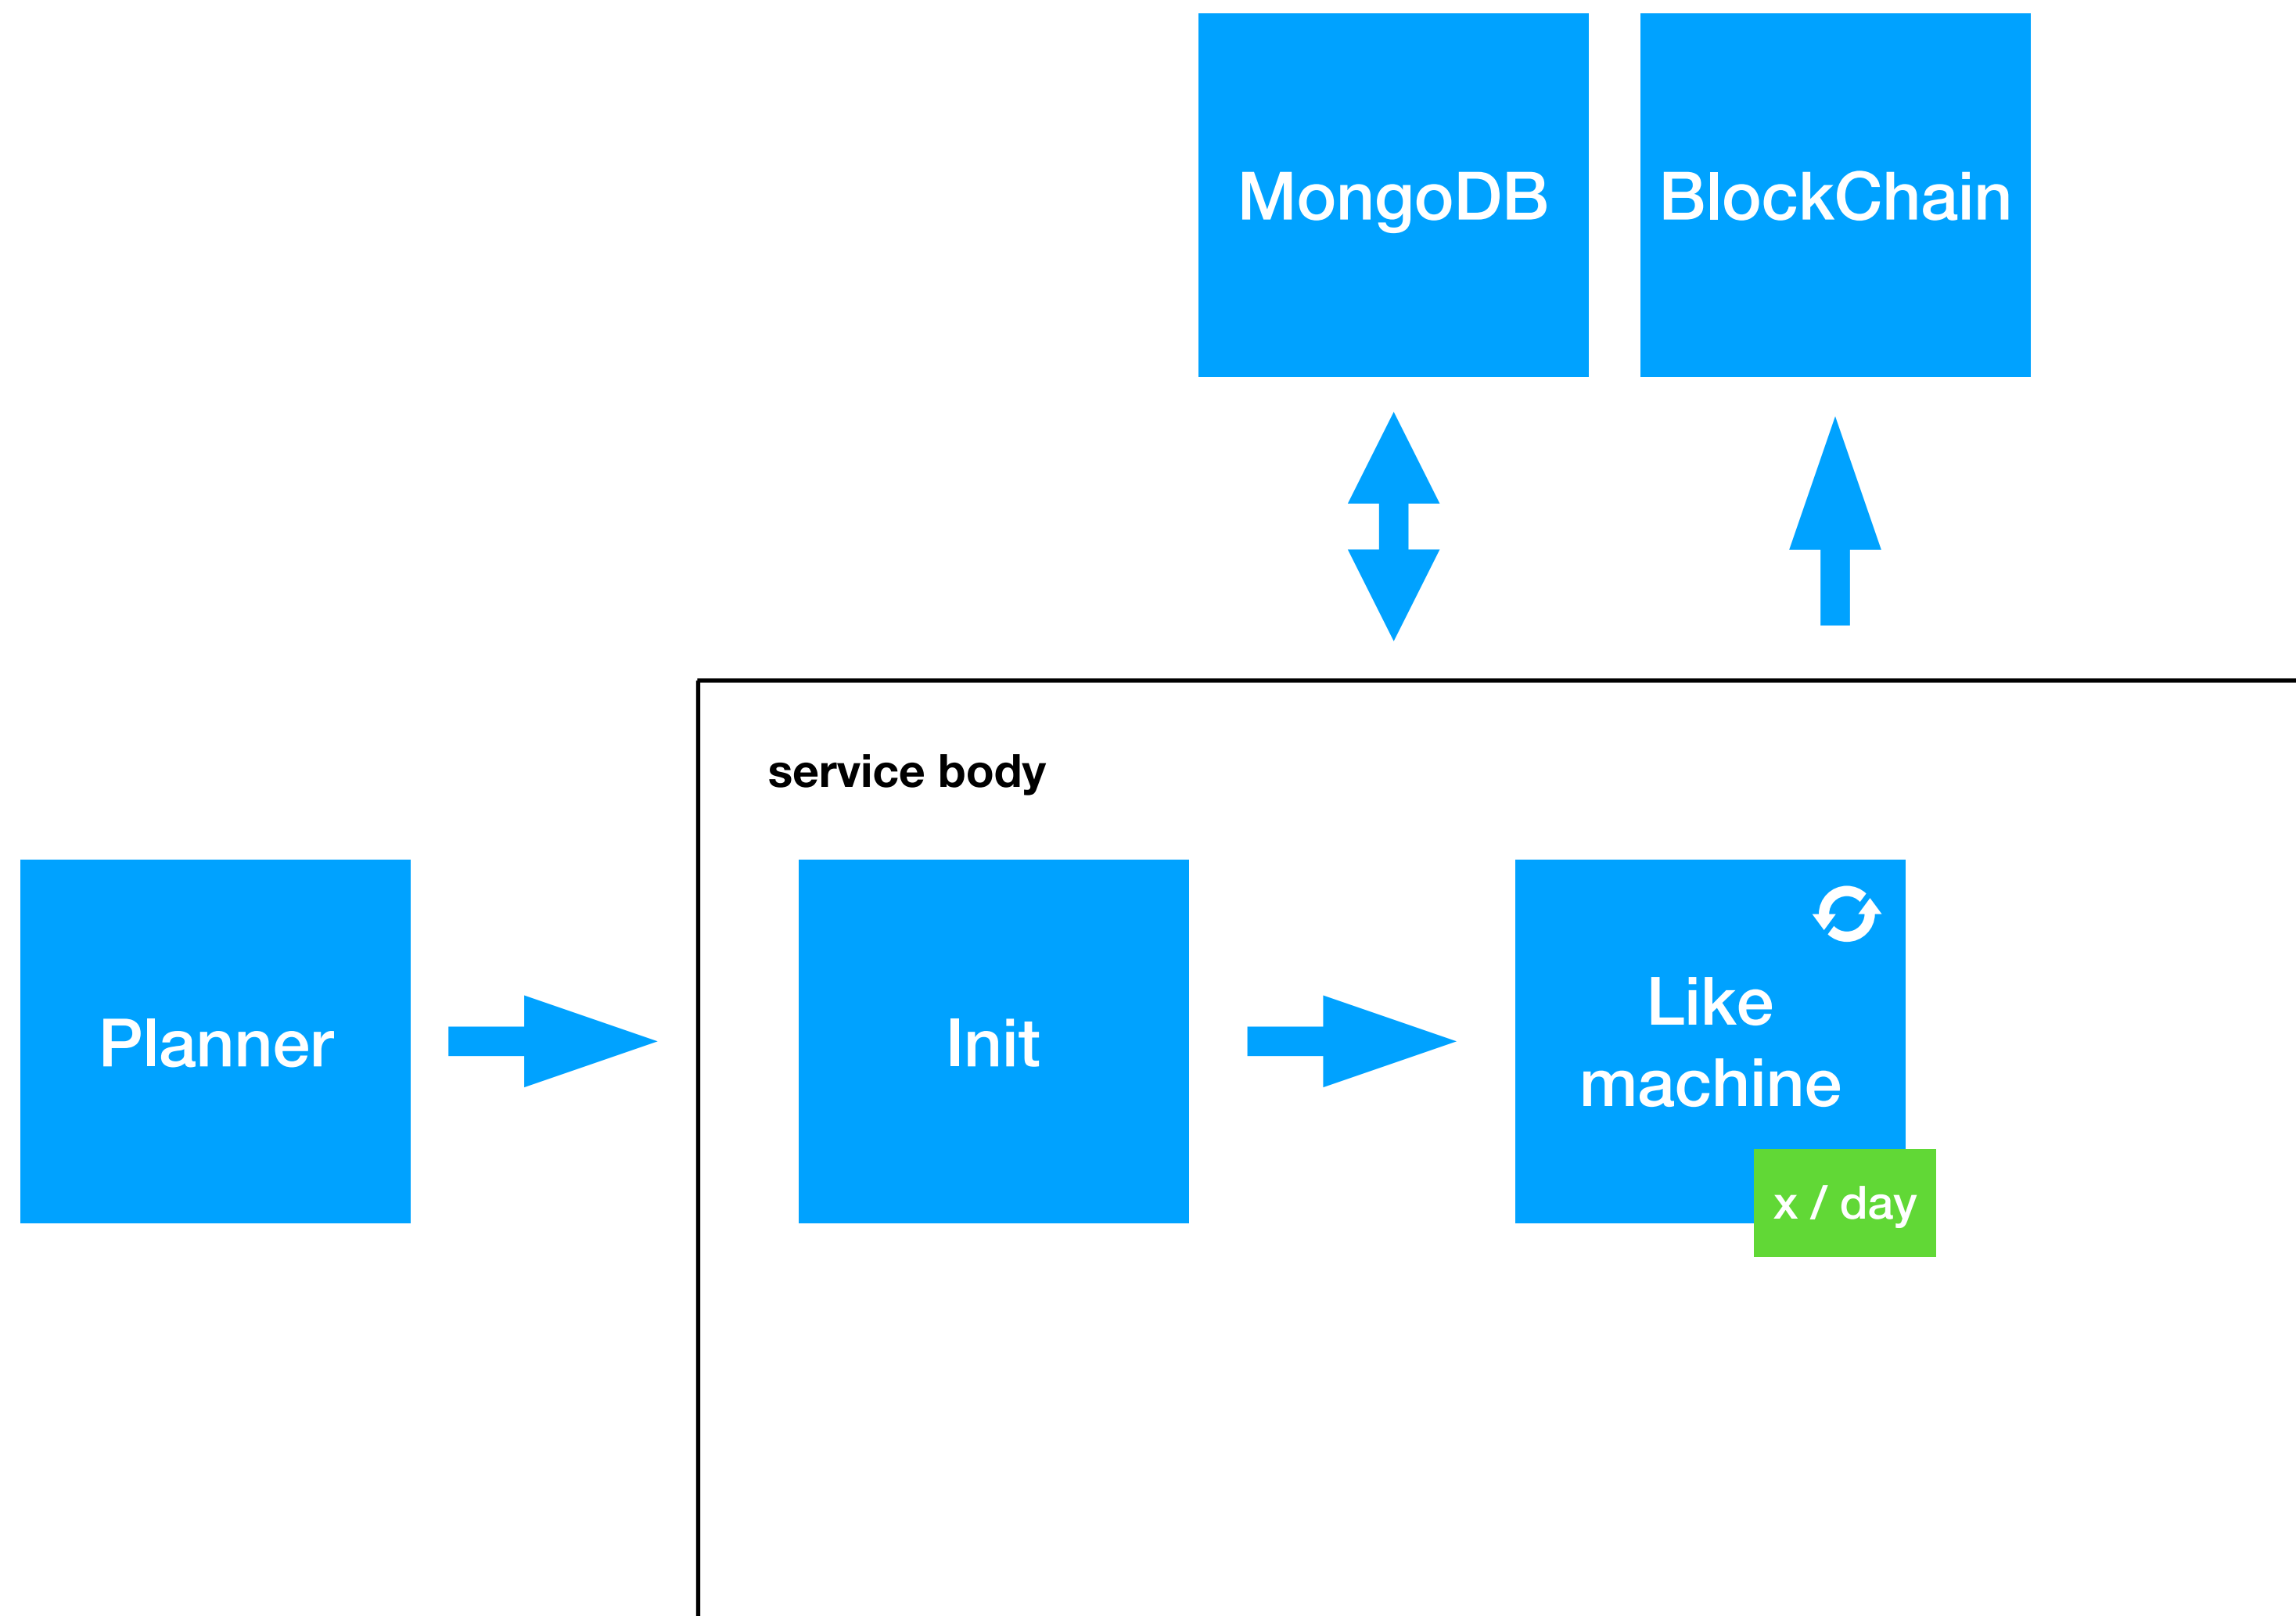 MongoDB
BlockChain
service body
Planner
Init
Like
machine
x / day